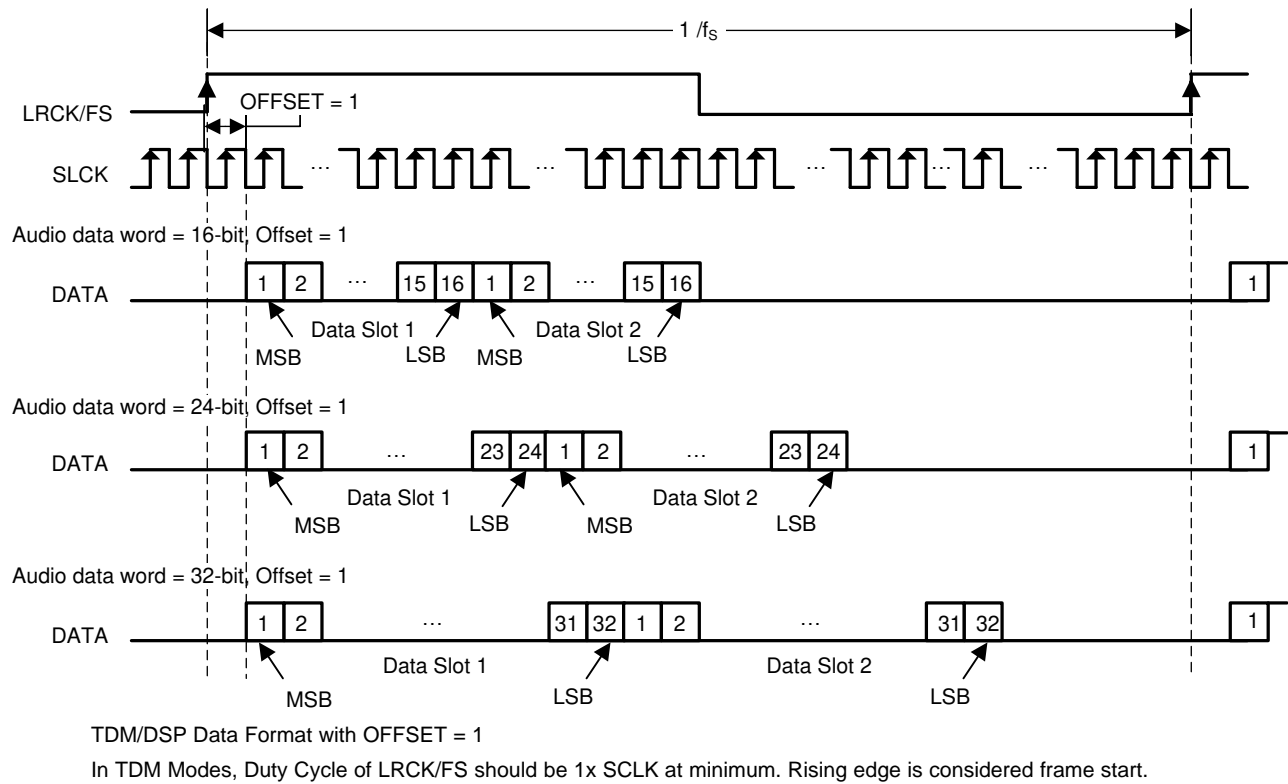 1 /fS
LRCK/FS
OFFSET = 1
SLCK
... ... ... ... ...
Audio data word = 16-bit, Offset = 1
DATA
1 2 ... 15 16 1 2 ... 15 16 1
Data Slot 1 Data Slot 2
MSB LSB MSB LSB
Audio data word = 24-bit, Offset = 1
DATA
1 2 ... 23 24 1 2 ... 23 24 1
Data Slot 1 Data Slot 2
MSB LSB MSB LSB
Audio data word = 32-bit, Offset = 1
DATA
1 2 ... 31 32 1 2 ... 31 32 1
Data Slot 1 Data Slot 2
MSB LSB LSB
TDM/DSP Data Format with OFFSET = 1
In TDM Modes, Duty Cycle of LRCK/FS should be 1x SCLK at minimum. Rising edge is considered frame start.